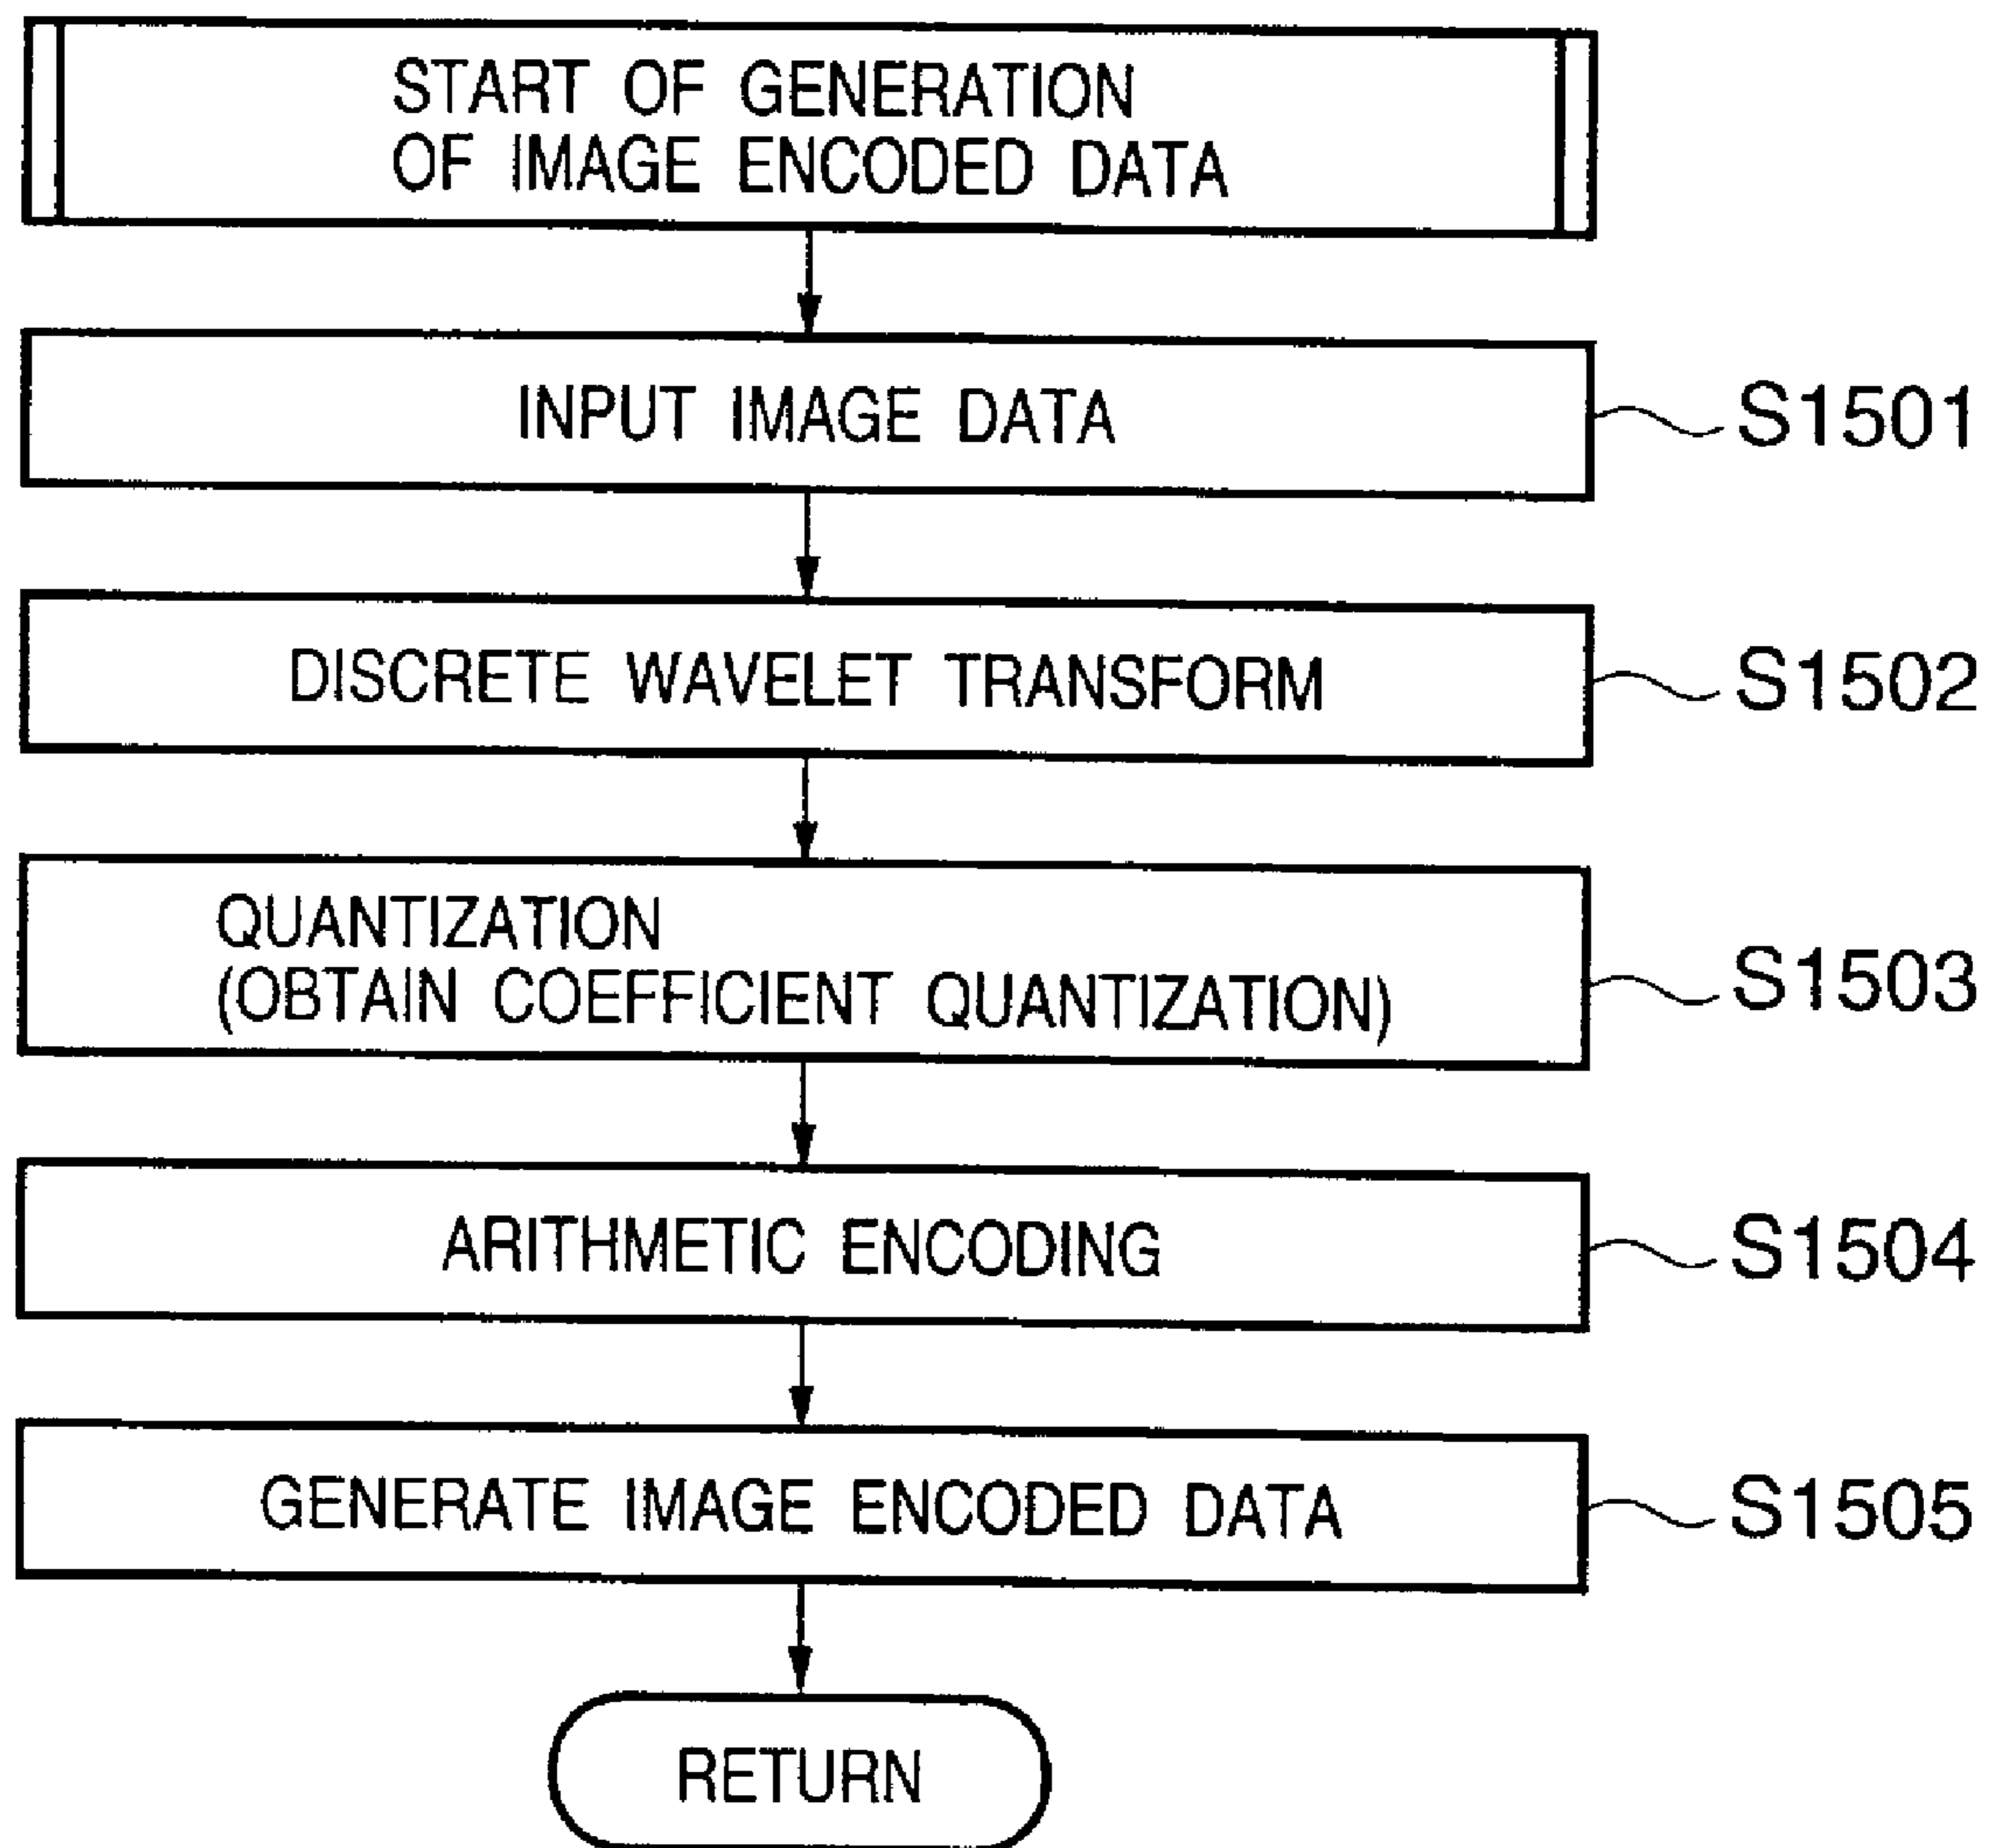 START OF GENERATION
OF IMAGE ENCODED DATA
INPUT IMAGE DATA
S1501
DISCRETE WAVELET TRANSFORM
S1502
QUANTIZATION
(OBTAIN COEFFICIENT QUANTIZATION)
S1503
ARITHMETIC ENCODING
S1504
GENERATE IMAGE ENCODED DATA
S1505
RETURN